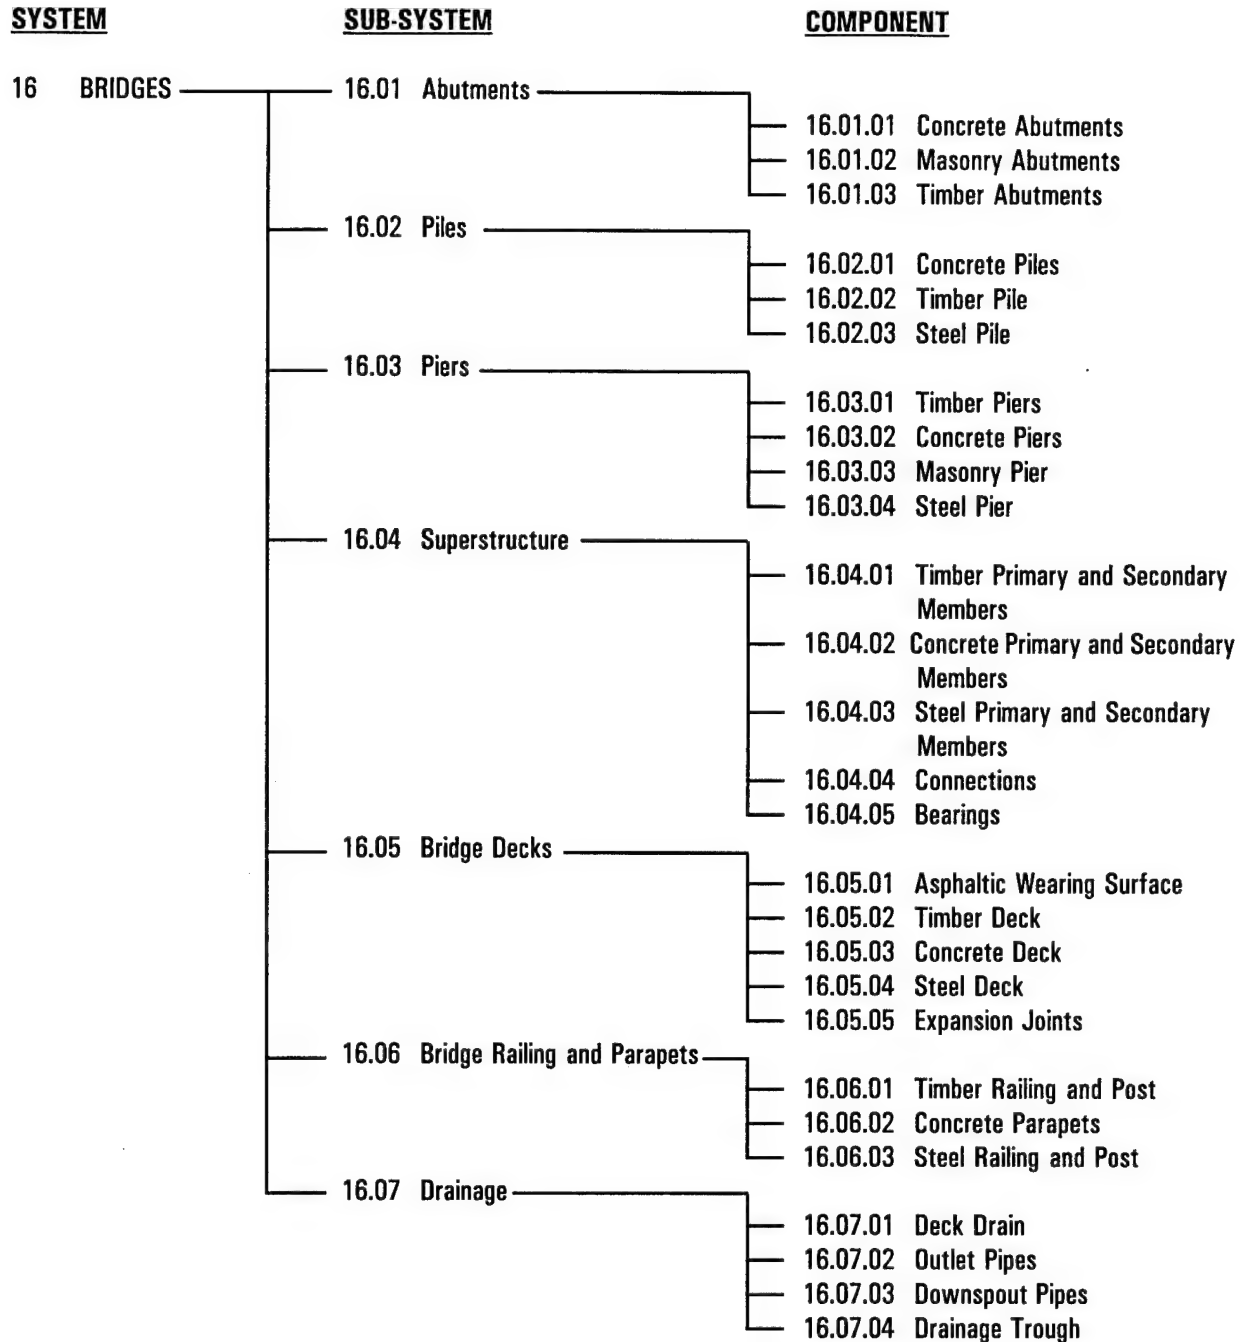 SYSTEM SUB-SYSTEM COMPONENT
16 BRIDGES 16.01 Abutments
16.01.01 Concrete Abutments
16.01.02 Masonry Abutments
16.01.03 Timber Abutments
16.02 Piles
16.02.01 Concrete Piles
16.02.02 Timber Pile
16.02.03 Steel Pile
16.03 Piers
16.03.01 Timber Piers
16.03.02 Concrete Piers
16.03.03 Masonry Pier
16.03.04 Steel Pier
16.04 Superstructure
16.04.01 Timber Primary and Secondary
Members
16.04.02 Concrete Primary and Secondary
Members
16.04.03 Steel Primary and Secondary
Members
16.04.04 Connections
16.04.05 Bearings
16.05 Bridge Decks
16.05.01 Asphaltic Wearing Surface
16.05.02 Timber Deck
16.05.03 Concrete Deck
16.05.04 Steel Deck
16.05.05 Expansion Joints
16.06 Bridge Railing and Parapets
16.06.01 Timber Railing and Post
16.06.02 Concrete Parapets
16.06.03 Steel Railing and Post
16.07 Drainage
16.07.01 Deck Drain
16.07.02 Outlet Pipes
16.07.03 Downspout Pipes
16.07.04 Drainage Trough